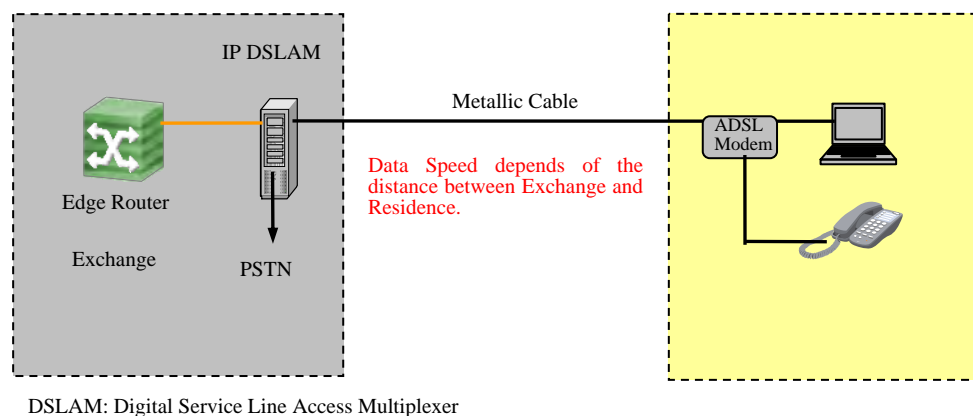 IP DSLAM
Metallic Cable
ADSL
Modem
Data Speed depends of the
distance between Exchange and
Residence.
Edge Router
Exchange
PSTN
DSLAM: Digital Service Line Access Multiplexer